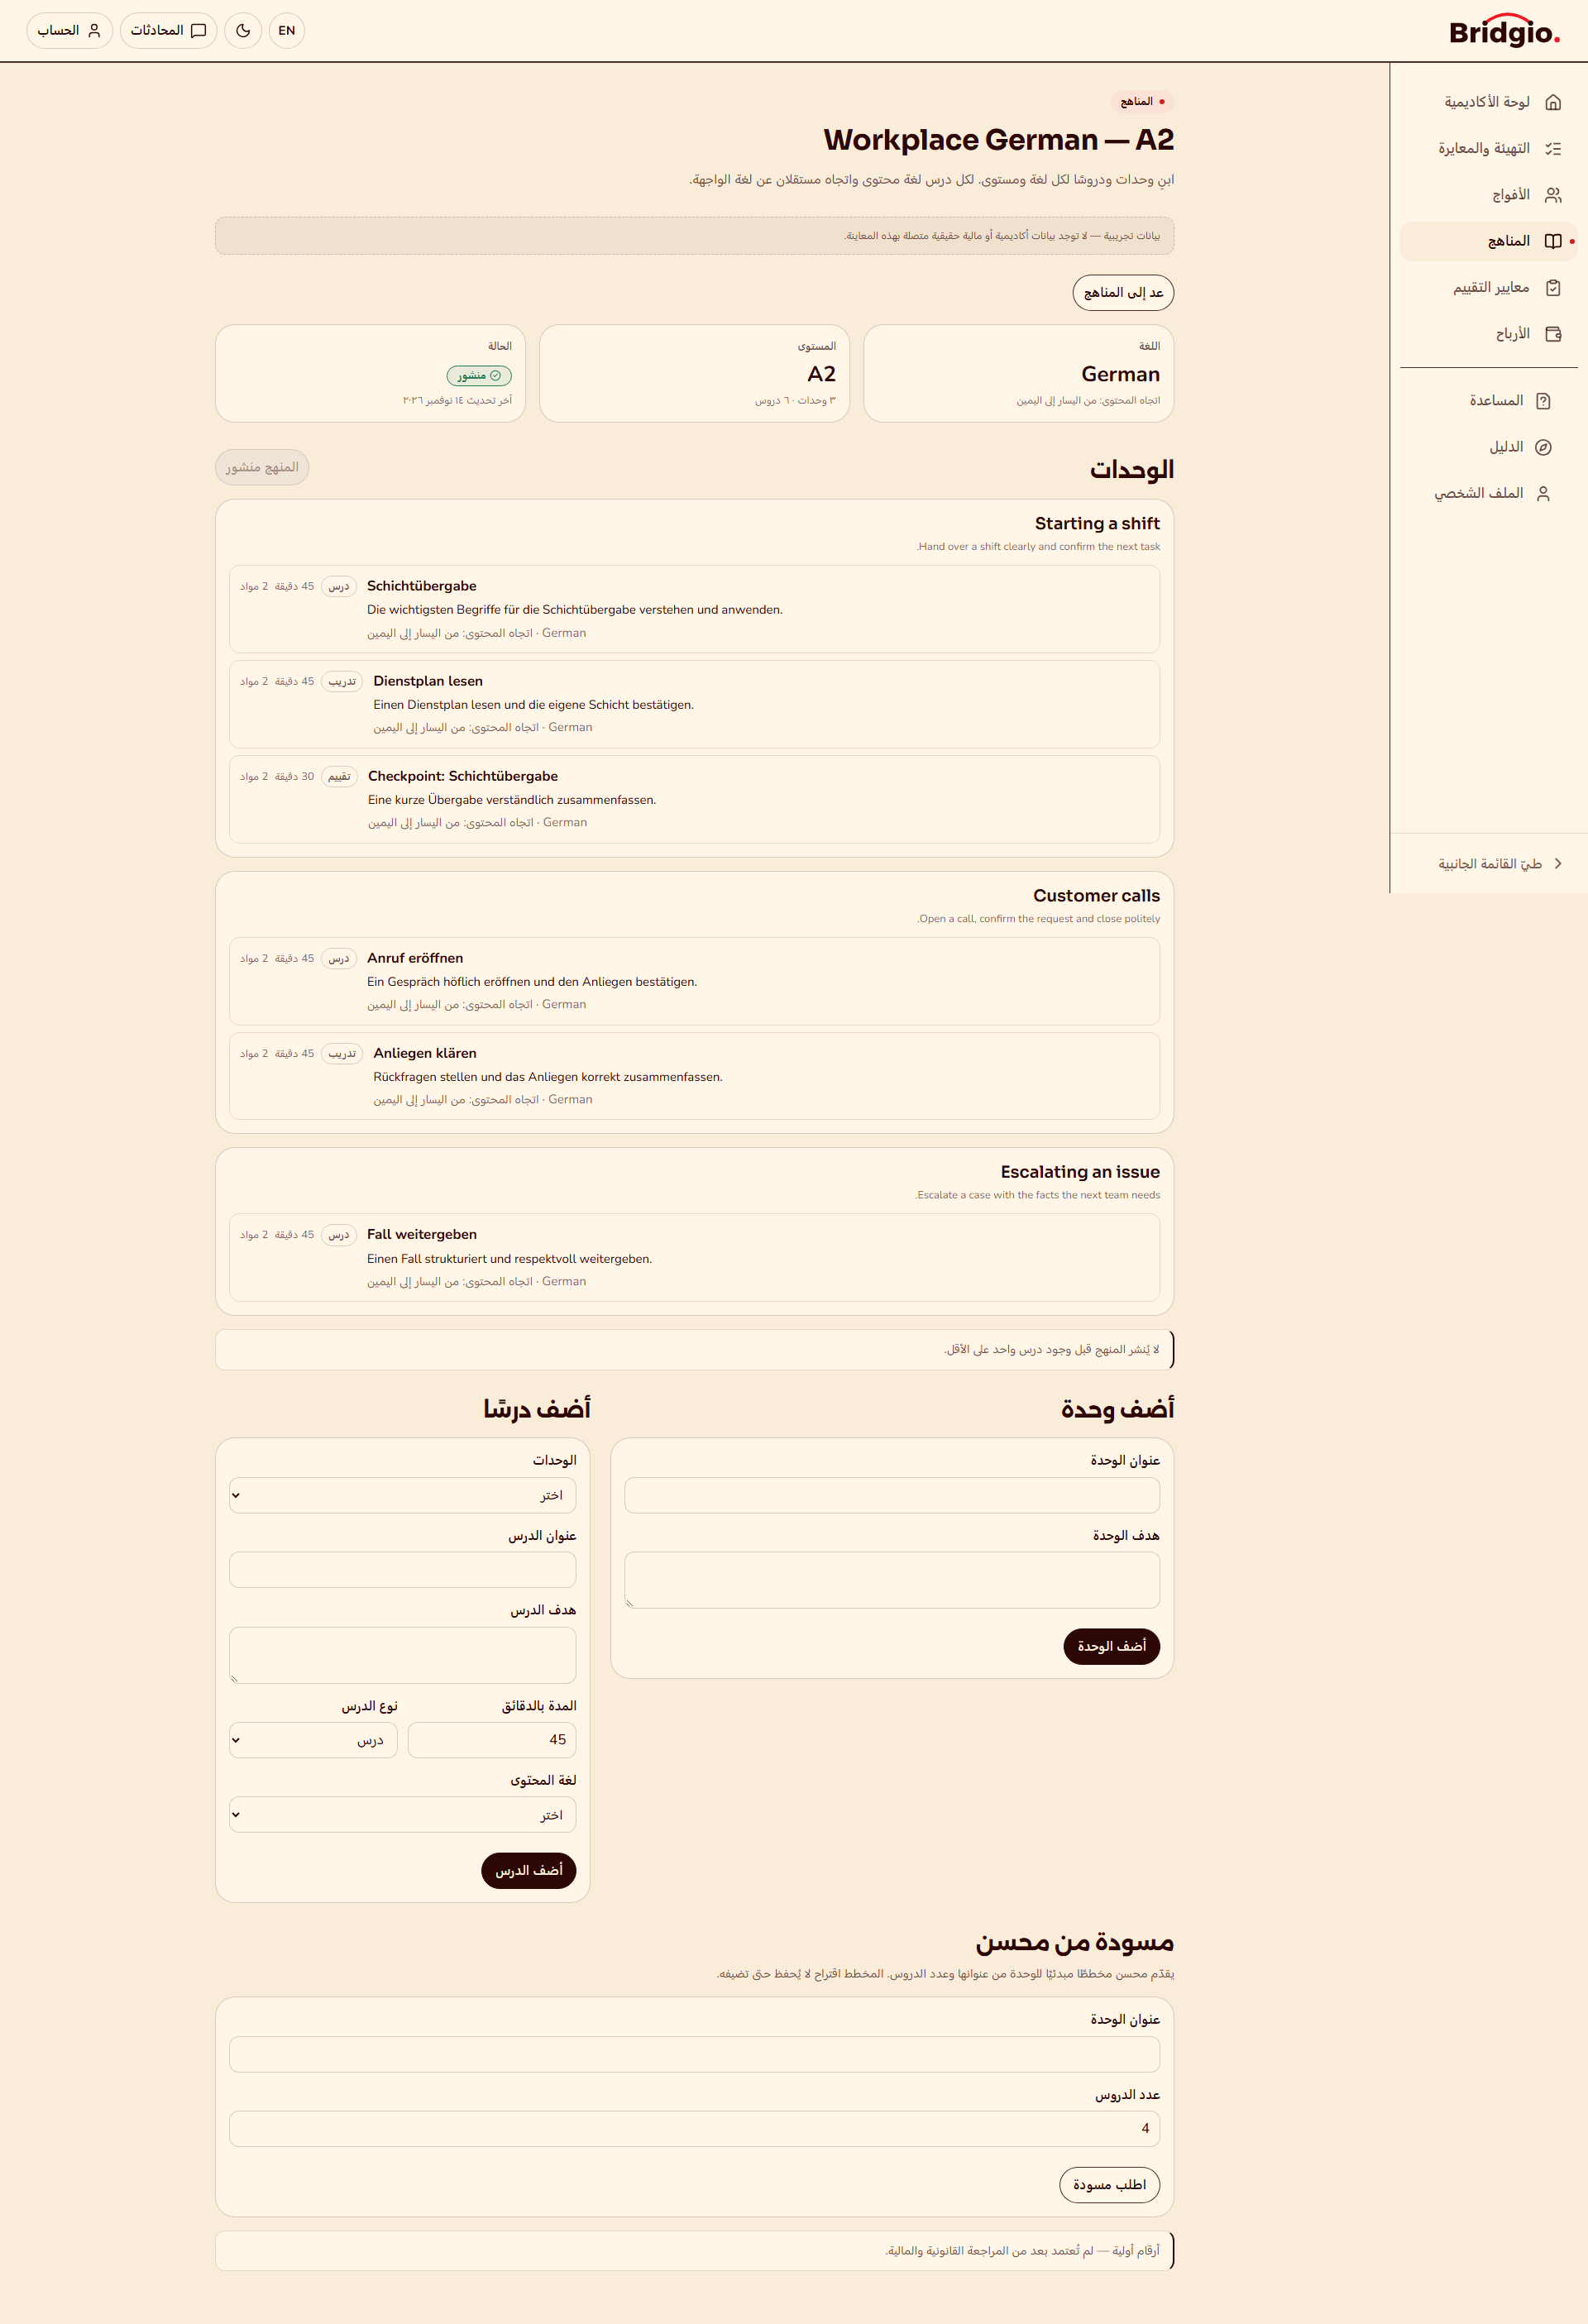 Bridgio.
EN
المحادثات
الحساب
لوحة الأكاديمية
التهيئة والمعايرة
الأفواج
المناهج
معايير التقييم
الأرباح
المساعدة
الدليل
الملف الشخصي
طيّ القائمة الجانبية
المناهج
Workplace German — A2
ابنِ وحدات ودروسًا لكل لغة ومستوى. لكل درس لغة محتوى واتجاه مستقلان عن لغة الواجهة.
بيانات تجريبية — لا توجد بيانات أكاديمية أو مالية حقيقية متصلة بهذه المعاينة.
عد إلى المناهج
اللغة
German
اتجاه المحتوى: من اليسار إلى اليمين
المستوى
A2
٣ وحدات · ٦ دروس
الحالة
منشور
آخر تحديث ١٤ نوفمبر ٢٠٢٦
الوحدات
المنهج منشور
Starting a shift
Hand over a shift clearly and confirm the next task.
Schichtübergabe
درس 45 دقيقة 2 مواد
Die wichtigsten Begriffe für die Schichtübergabe verstehen und anwenden.
German · اتجاه المحتوى: من اليسار إلى اليمين
Dienstplan lesen
تدريب 45 دقيقة 2 مواد
Einen Dienstplan lesen und die eigene Schicht bestätigen.
German · اتجاه المحتوى: من اليسار إلى اليمين
Checkpoint: Schichtübergabe
تقييم 30 دقيقة 2 مواد
Eine kurze Übergabe verständlich zusammenfassen.
German · اتجاه المحتوى: من اليسار إلى اليمين
Customer calls
Open a call, confirm the request and close politely.
Anruf eröffnen
درس 45 دقيقة 2 مواد
Ein Gespräch höflich eröffnen und den Anliegen bestätigen.
German · اتجاه المحتوى: من اليسار إلى اليمين
Anliegen klären
تدريب 45 دقيقة 2 مواد
Rückfragen stellen und das Anliegen korrekt zusammenfassen.
German · اتجاه المحتوى: من اليسار إلى اليمين
Escalating an issue
Escalate a case with the facts the next team needs.
Fall weitergeben
درس 45 دقيقة 2 مواد
Einen Fall strukturiert und respektvoll weitergeben.
German · اتجاه المحتوى: من اليسار إلى اليمين
لا يُنشر المنهج قبل وجود درس واحد على الأقل.
أضف وحدة
عنوان الوحدة
هدف الوحدة
أضف الوحدة
أضف درسًا
الوحدات
اختر
عنوان الدرس
هدف الدرس
المدة بالدقائق
نوع الدرس
45
درس
لغة المحتوى
اختر
أضف الدرس
مسودة من محسن
يقدّم محسن مخططًا مبدئيًا للوحدة من عنوانها وعدد الدروس. المخطط اقتراح لا يُحفظ حتى تضيفه.
عنوان الوحدة
عدد الدروس
4
اطلب مسودة
أرقام أولية — لم تُعتمد بعد من المراجعة القانونية والمالية.